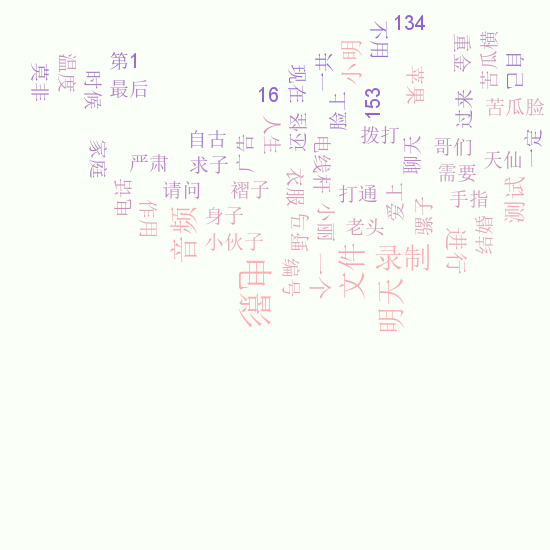 134
不用
小明
重金
苦瓜横
第1
温度
莫非
时候
最后
现在
一共
自己
苹果
16
153
脸上
过来
苦瓜脸
人生
还圣
拨打
自古
广告
电线杆
聊天
哥们
一定
家庭
严肃
求子
天仙
需要
电话
请问
褶子
衣服
打通
爱上
手指
测试
作用
身子
小丽
老头
骡子
结婚
音频
小伙子
进行
电影
编号
一个
文件
录制
明天